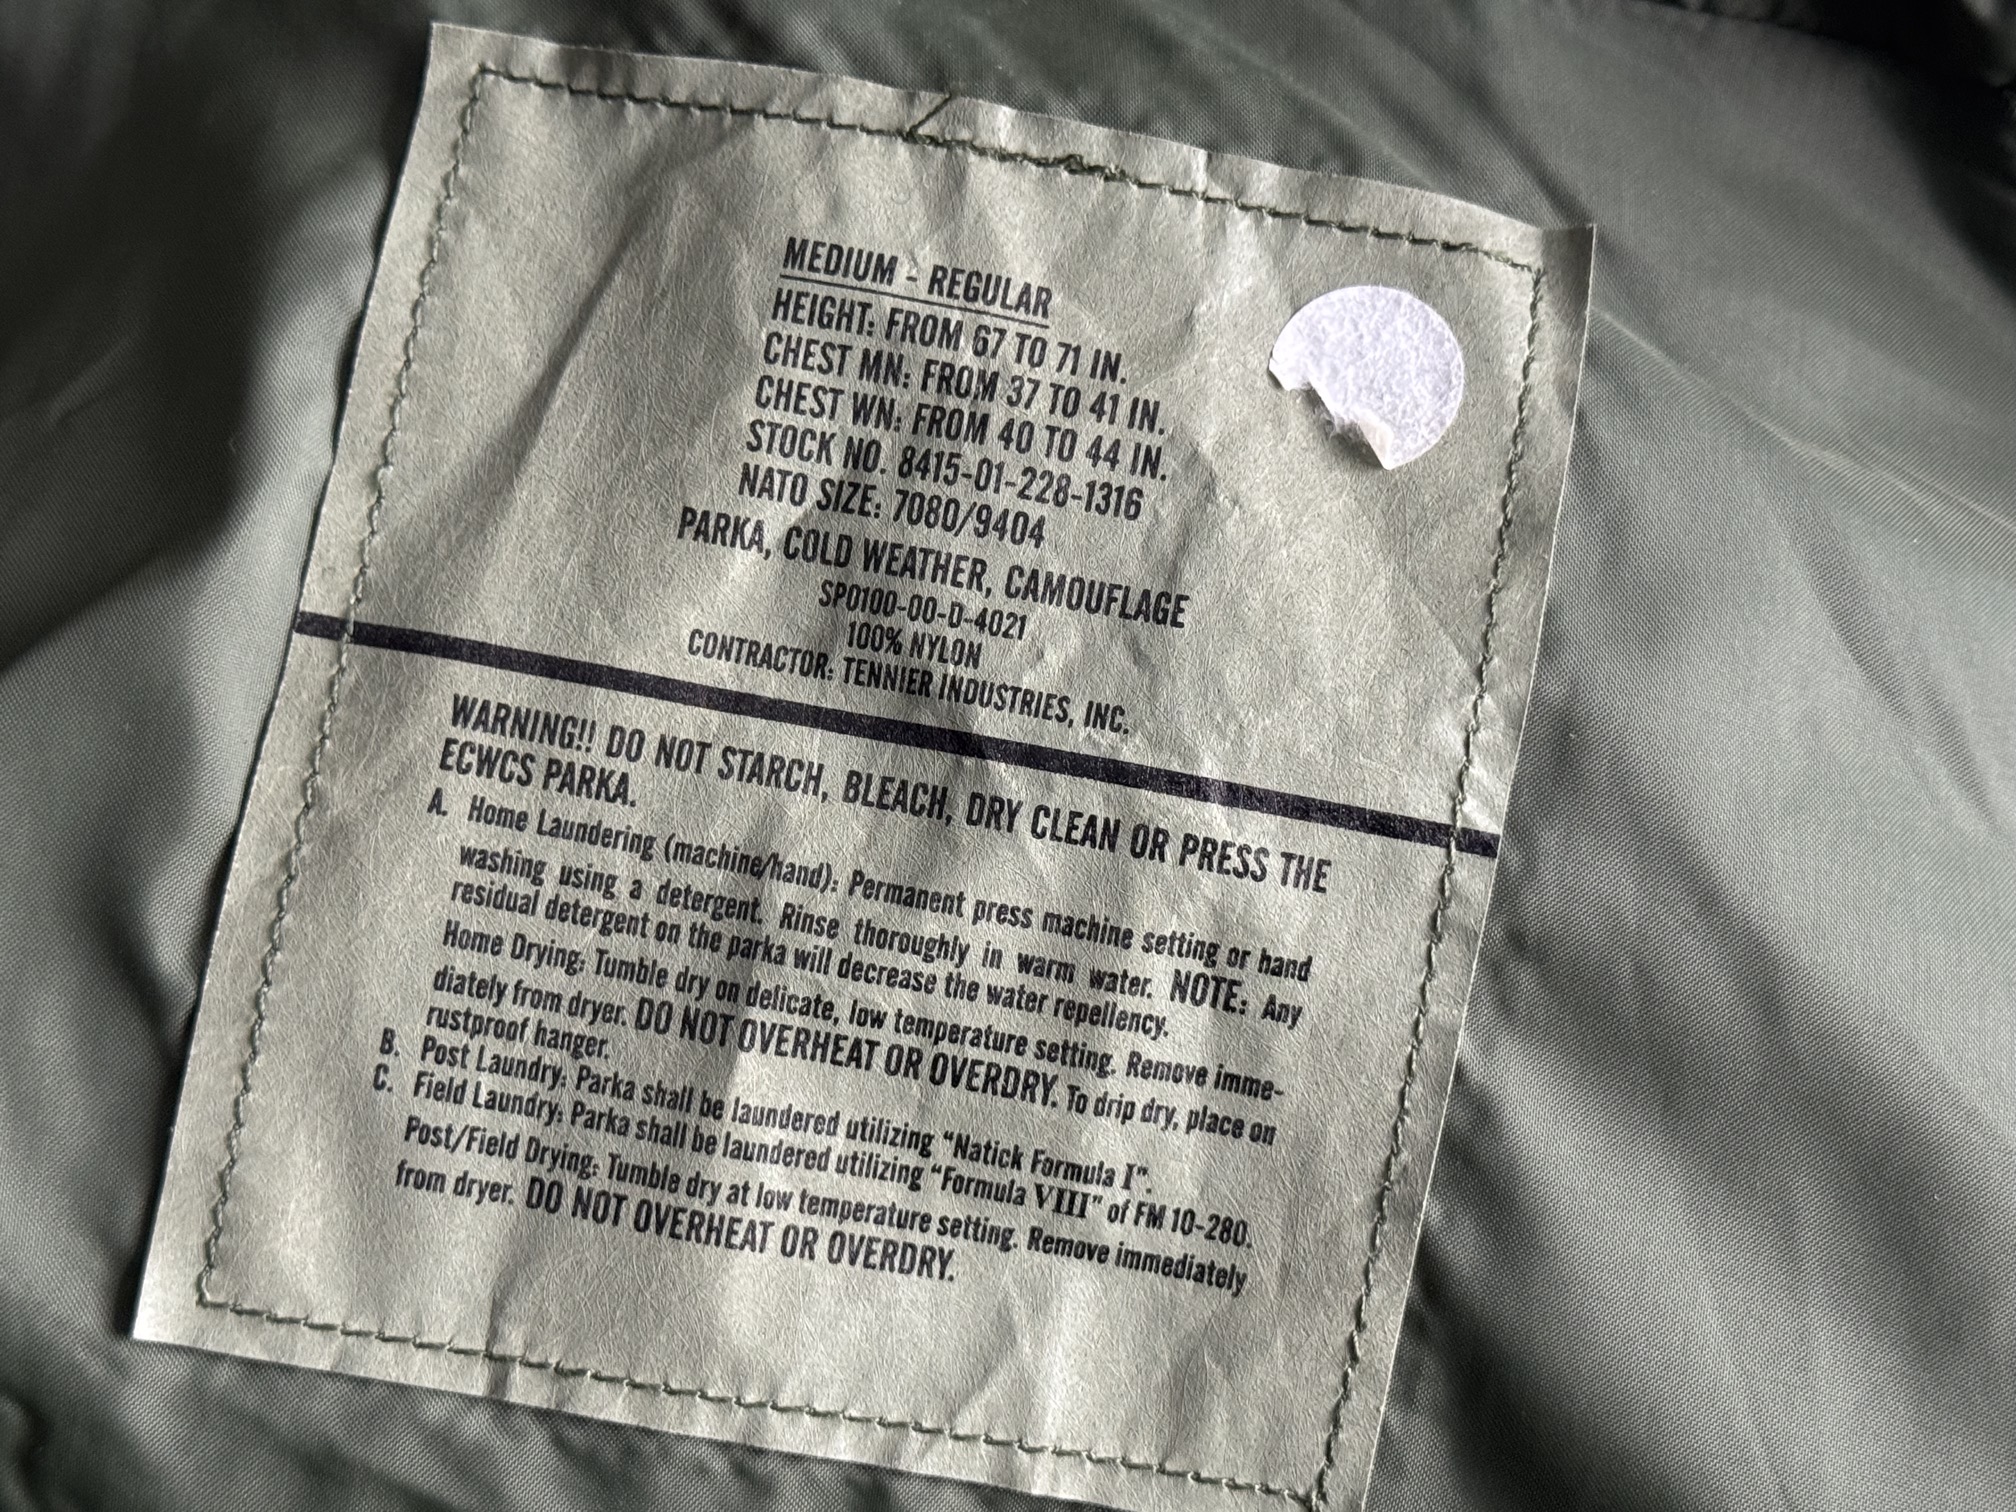 MEDIUM - REGULAR
HEIGHT: FROM 67 TO 71 IN.
CHEST MN: FROM 37 TO 41 IN.
CHEST WN: FROM 40 TO 44 IN.
STOCK NO. 8415-01-228-1316
NATO SIZE: 7080/9404
PARKA, COLD WEATHER, CAMOUFLAGE
SPO100-00-D-4021
100% NYLON
CONTRACTOR: TENNIER INDUSTRIES, INC.
WARNING!! DO NOT STARCH, BLEACH, DRY CLEAN OR PRESS THE
ECWCS PARKA.
A. Home Laundering (machine/hand): Permanent press machine setting or hand
washing using a detergent. Rinse thoroughly in warm water. NOTE: Any
residual detergent on the parka will decrease the water repellency.
Home Drying: Tumble dry on delicate, low temperature setting. Remove imme-
diately from dryer. DO NOT OVERHEAT OR OVERDRY. To drip dry, place on
rustproof hanger.
B. Post Laundry: Parka shall be laundered utilizing “Natick Formula I”.
C. Field Laundry: Parka shall be laundered utilizing “Formula VIII” of FM 10-280.
Post/Field Drying: Tumble dry at low temperature setting. Remove immediately
from dryer. DO NOT OVERHEAT OR OVERDRY.